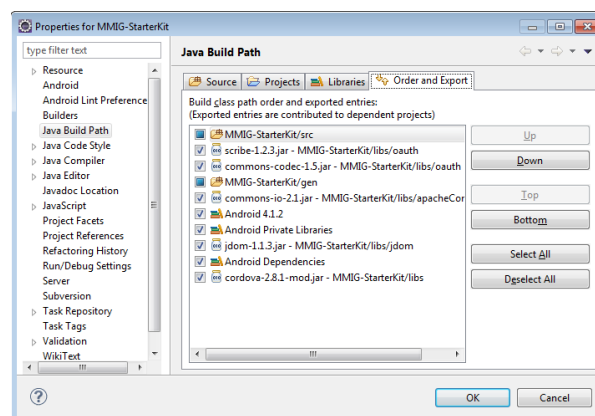 Properties for MMIG-StarterKit
type filter text
Resource
Android
Android Lint Preference
Builders
Java Build Path
Java Code Style
Java Compiler
Java Editor
Javadoc Location
JavaScript
Project Facets
Project References
Refactoring History
Run/Debug Settings
Server
Subversion
Task Repository
Task Tags
Validation
WikiText
Java Build Path
Source Projects Libraries Order and Export
Build class path order and exported entries:
(Exported entries are contributed to dependent projects)
MMIG-StarterKit/src
scribe-1.2.3.jar - MMIG-StarterKit/libs/oauth
commons-codec-1.5.jar - MMIG-StarterKit/libs/oauth
MMIG-StarterKit/gen
commons-io-2.1.jar - MMIG-StarterKit/libs/apacheCor
Android 4.1.2
Android Private Libraries
jdom-1.1.3.jar - MMIG-StarterKit/libs/jdom
Android Dependencies
cordova-2.8.1-mod.jar - MMIG-StarterKit/libs
Up
Down
Top
Bottom
Select All
Deselect All
OK Cancel